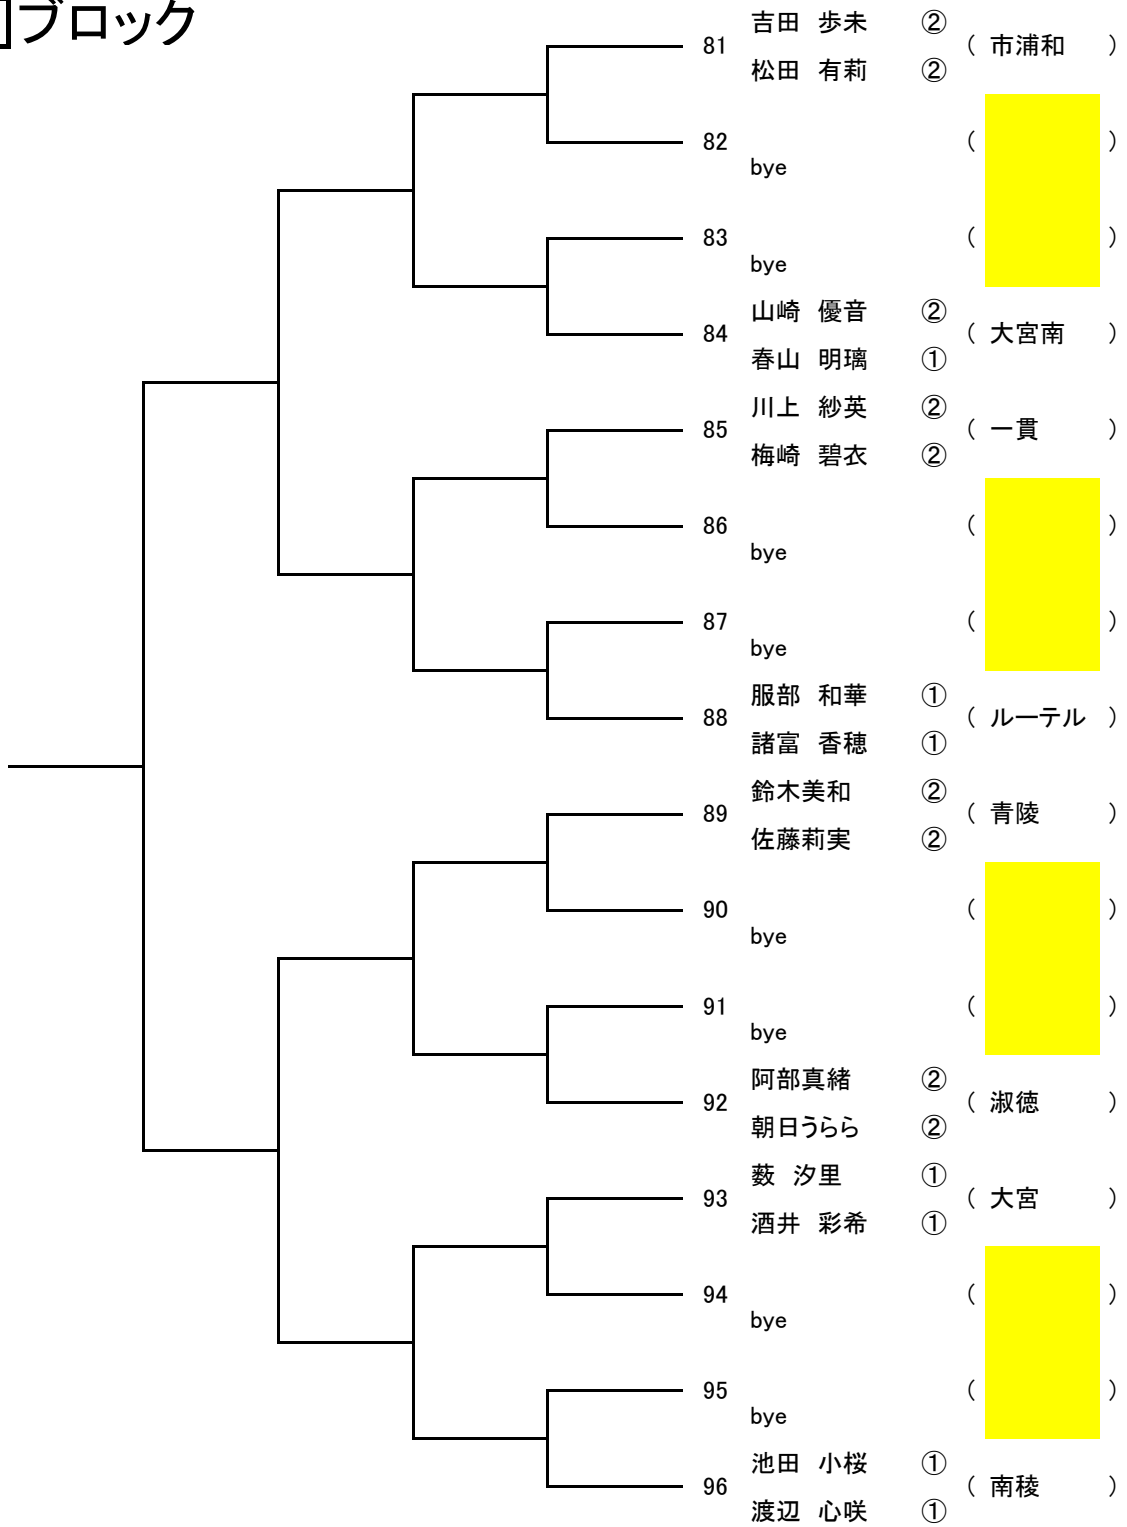 ブロック
吉田 歩未 ②
81 ( 市浦和 )
松田 有莉 ②
82 ( )
bye
83 ( )
bye
山崎 優音 ②
84 ( 大宮南 )
春山 明璃 ①
川上 紗英 ②
85 ( 一貫 )
梅崎 碧衣 ②
86 ( )
bye
87 ( )
bye
服部 和華 ①
88 ( ルーテル )
諸富 香穂 ①
鈴木美和 ②
89 ( 青陵 )
佐藤莉実 ②
90 ( )
bye
91 ( )
bye
阿部真緒 ②
92 ( 淑徳 )
朝日うらら ②
薮 汐里 ①
93 ( 大宮 )
酒井 彩希 ①
94 ( )
bye
95 ( )
bye
池田 小桜 ①
96 ( 南稜 )
渡辺 心咲 ①